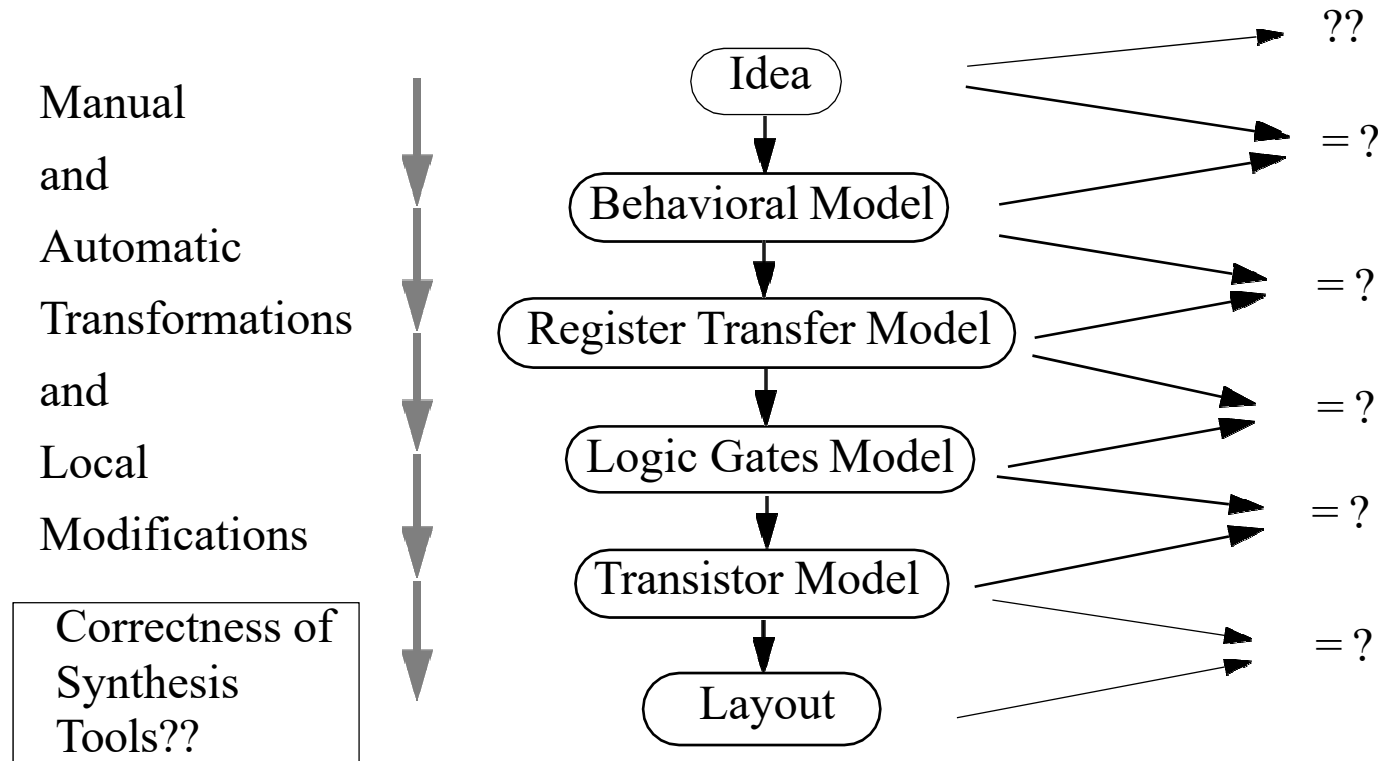 Manual
and
Automatic
Transformations
and
Local
Modifications
Correctness of
Synthesis
Tools??
Idea
Behavioral Model
Register Transfer Model
Logic Gates Model
Transistor Model
Layout
??
= ?
= ?
= ?
= ?
= ?